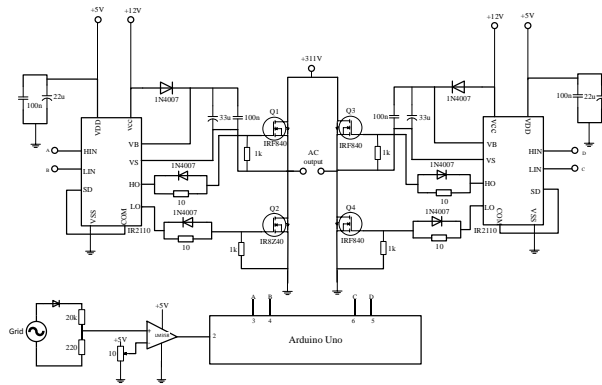 +5V
+12V
+12V
+5V
+311V
100n
22u
1N4007
33u
100n
Q1
IRF840
Q3
IRF840
100n
33u
1N4007
100n
22u
VDD
vcc
VCC
VDD
A
HIN
VB
1k
AC
output
1k
VB
HIN
D
B
LIN
VS
VS
LIN
C
1N4007
1N4007
SD
HO
10
10
HO
SD
VSS
COM
LO
1N4007
Q2
Q4
1N4007
LO
COM
VSS
IR2110
10
IR8Z40
1k
IRF840
1k
10
IR2110
A
B
C
D
3
4
6
5
+5V
20k
Grid
220
+5V
10
LM358
2
Arduino Uno